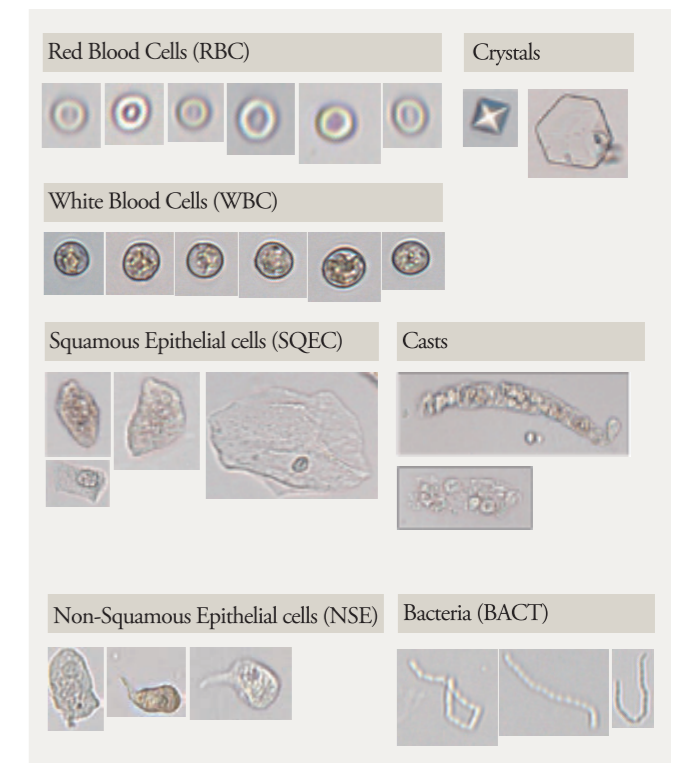 Red Blood Cells (RBC)
Crystals
White Blood Cells (WBC)
Squamous Epithelial cells (SQEC)
Casts
Non-Squamous Epithelial cells (NSE)
Bacteria (BACT)